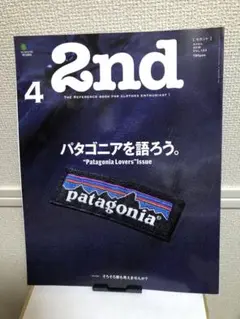 2nd
THE REFERENCE BOOK FOR CLOTHES ENTHUSIAST !
4
パタゴニアを語ろう。
"Patagonia Lovers" Issue
patagonia